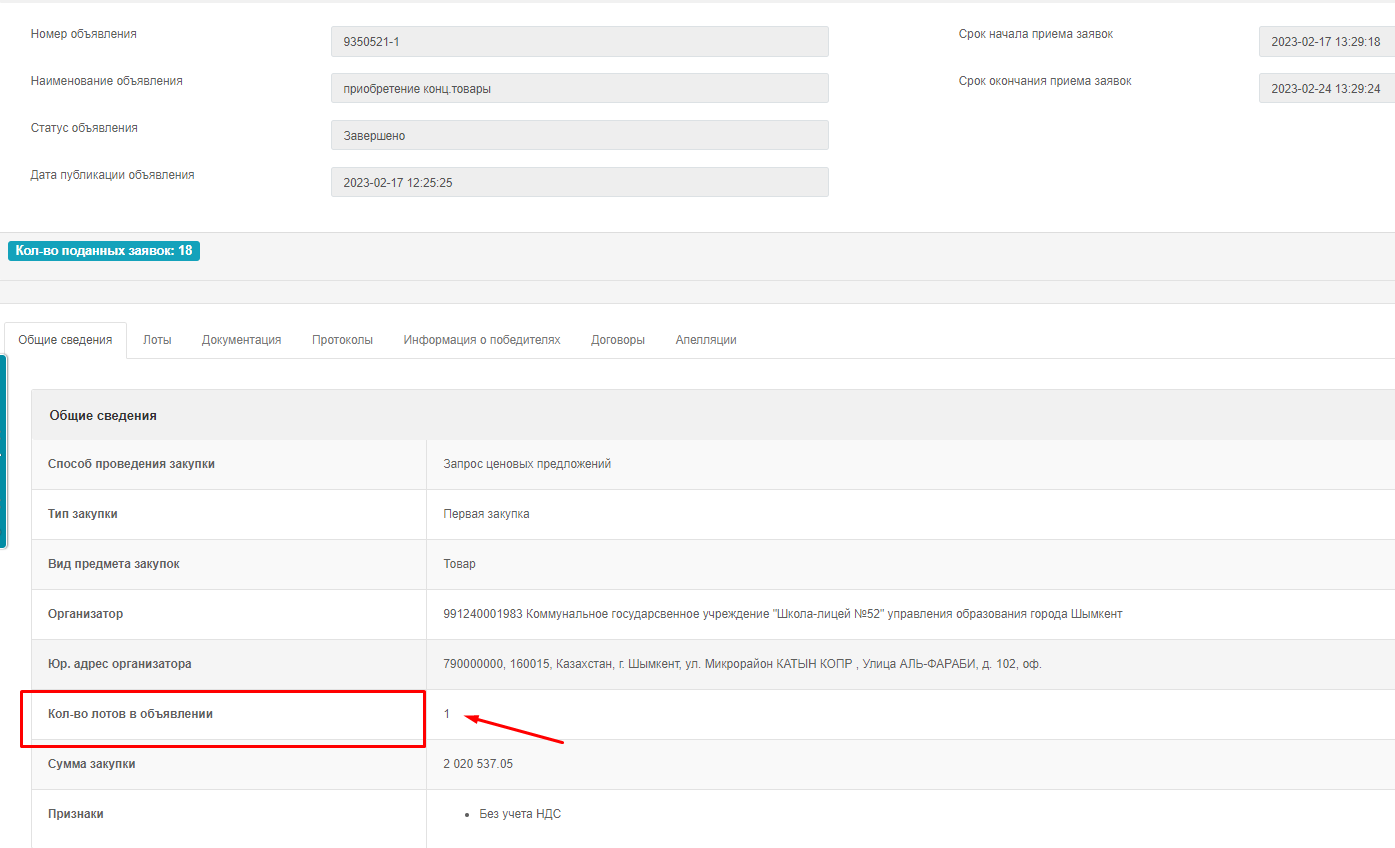 Номер объявления
9350521-1
Срок начала приема заявок
2023-02-17 13:29:18
Наименование объявления
приобретение конц.товары
Срок окончания приема заявок
2023-02-24 13:29:24
Статус объявления
Завершено
Дата публикации объявления
2023-02-17 12:25:25
Кол-во поданных заявок: 18
Общие сведения Лоты Документация Протоколы Информация о победителях Договоры Апелляции
Общие сведения
Способ проведения закупки
Запрос ценовых предложений
Тип закупки
Первая закупка
Вид предмета закупок
Товар
Организатор
991240001983 Коммунальное государсвенное учреждение "Школа-лицей №52" управления образования города Шымкент
Юр. адрес организатора
790000000, 160015, Казахстан, г. Шымкент, ул. Микрорайон КАТЫН КОПР , Улица АЛЬ-ФАРАБИ, д. 102, оф.
Кол-во лотов в объявлении
1
Сумма закупки
2 020 537.05
Признаки
• Без учета НДС